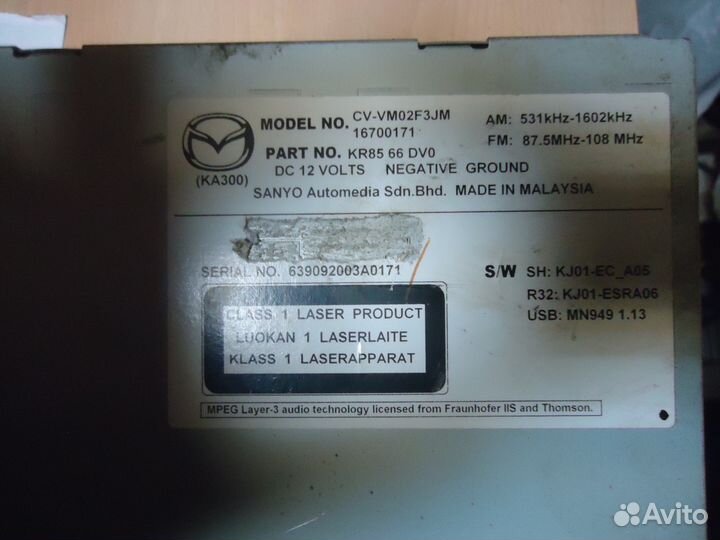 MODEL NO. CV-VM02F3JM
16700171
AM: 531kHz-1602kHz
FM: 87.5MHz-108 MHz
PART NO. KR85 66 DV0
(KA300)
DC 12 VOLTS NEGATIVE GROUND
SANYO Automedia Sdn.Bhd. MADE IN MALAYSIA
SERIAL NO. 639092003A0171
S/W SH: KJ01-EC_A05
R32: KJ01-ESRA06
USB: MN949 1.13
CLASS 1 LASER PRODUCT
LUOKAN 1 LASERLAITE
KLASS 1 LASERAPPARAT
MPEG Layer-3 audio technology licensed from Fraunhofer IIS and Thomson.
Avito